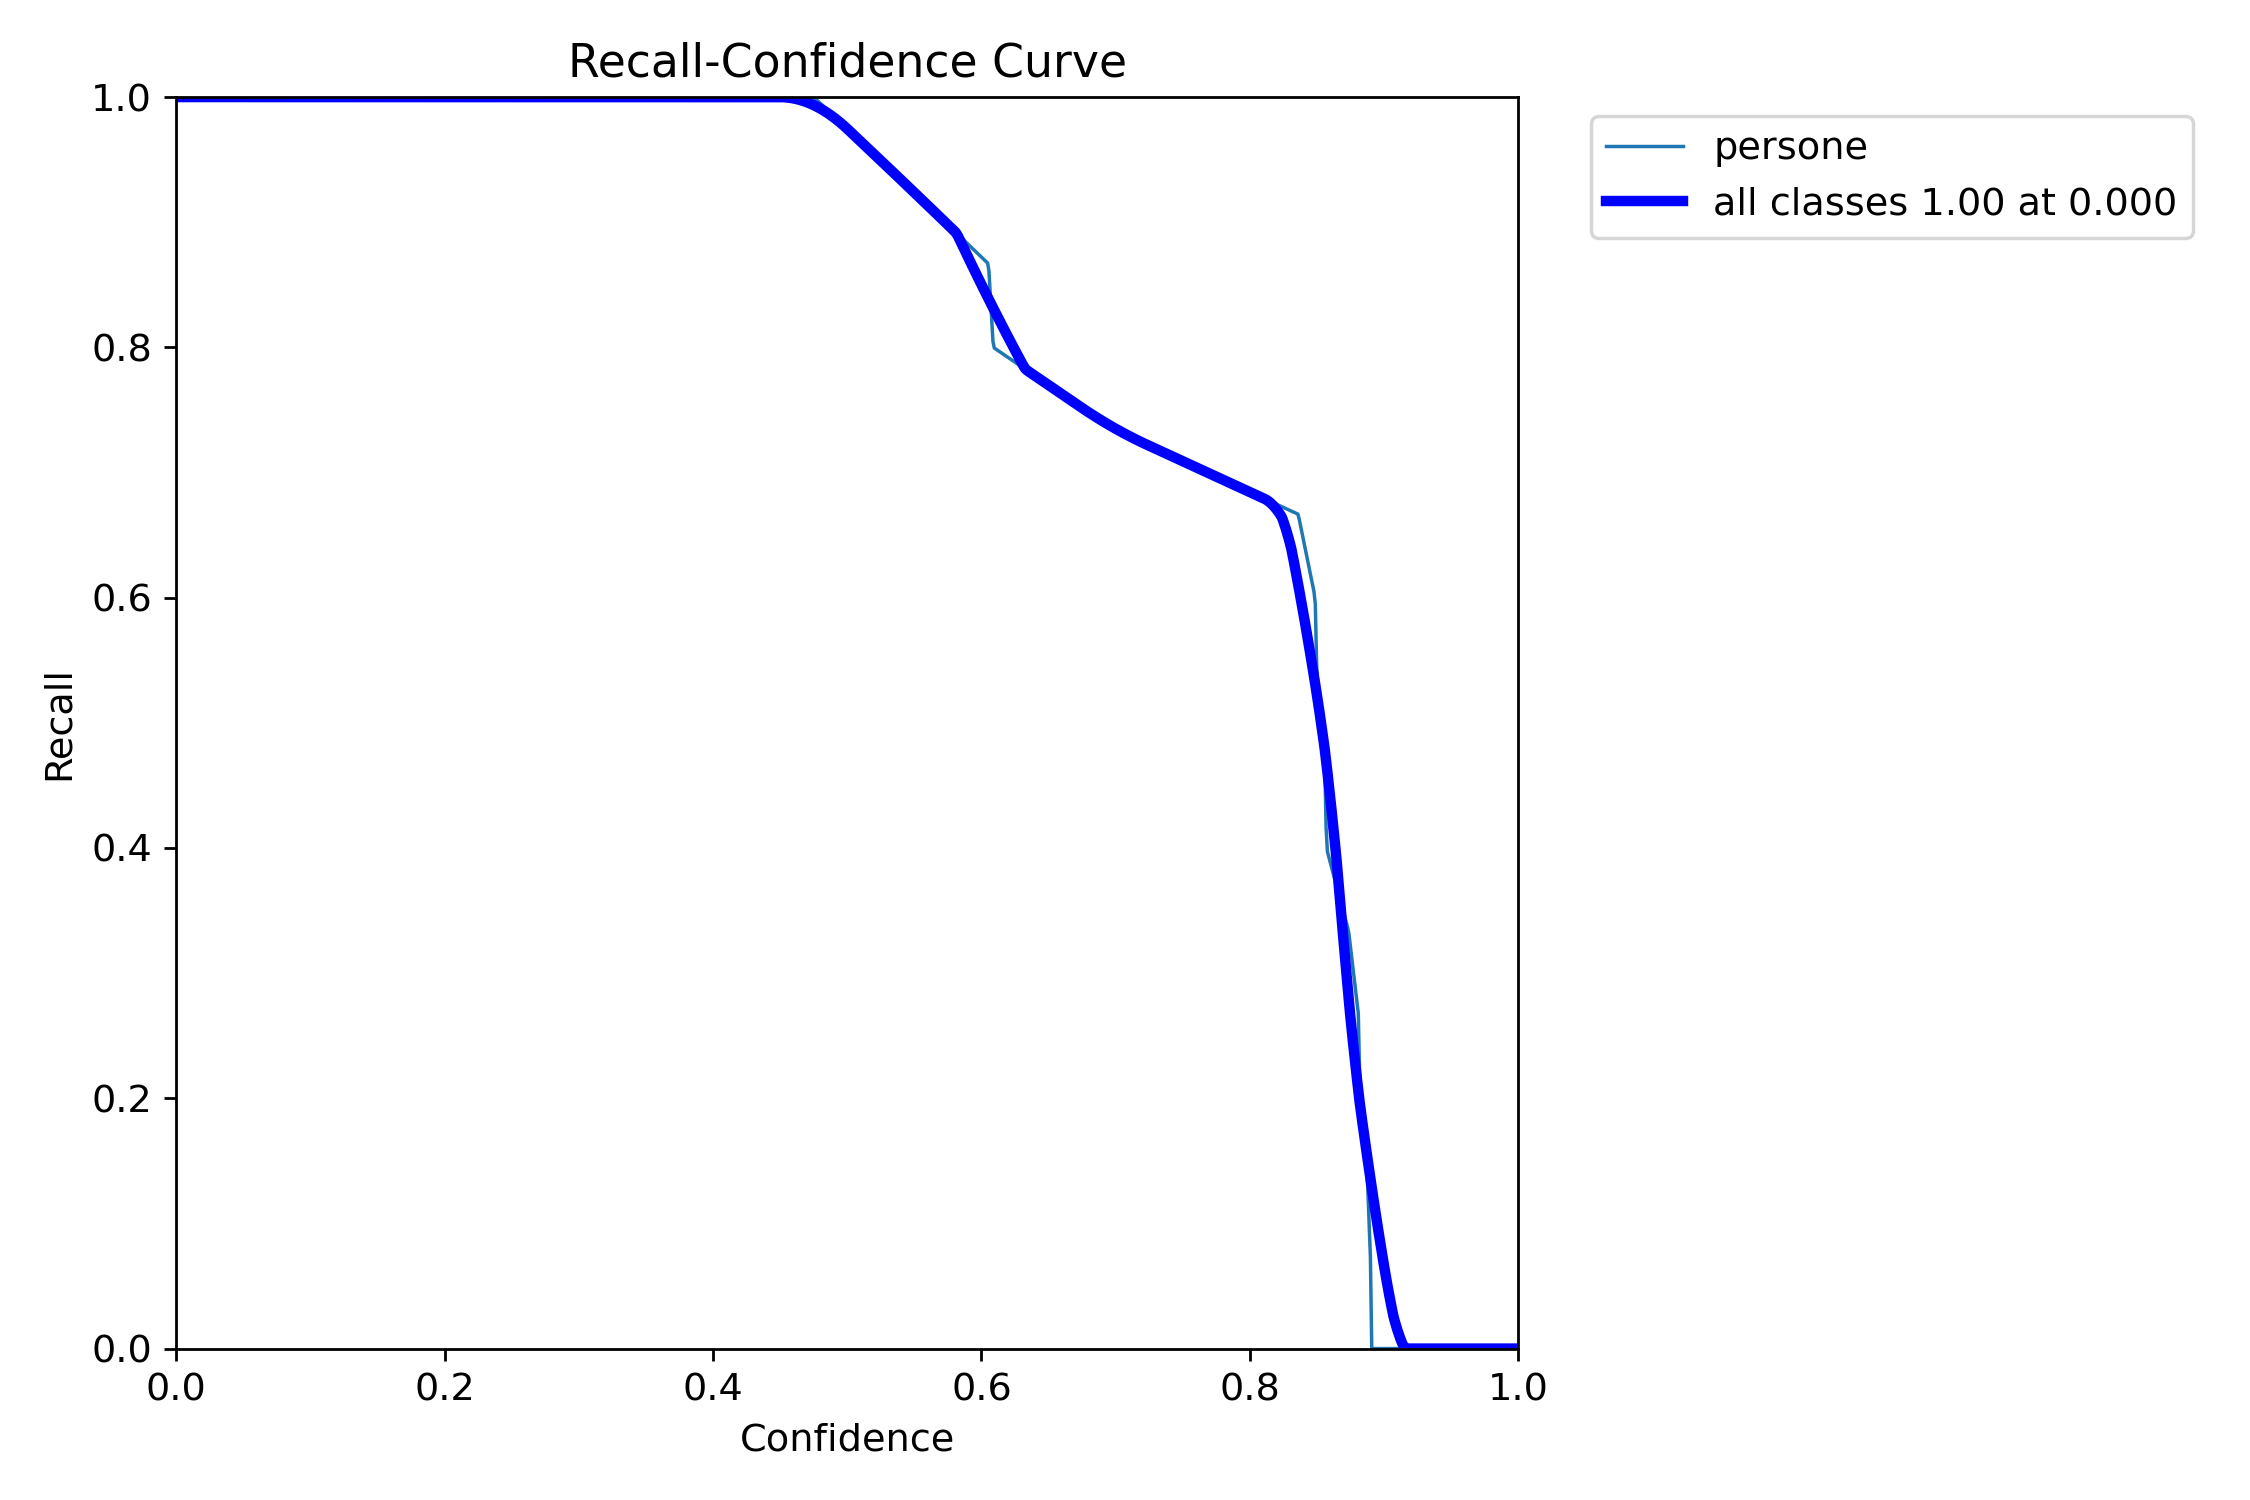 Recall-Confidence Curve
1.0
0.8
0.6
0.4
0.2
0.0
Recall
0.0 0.2 0.4 0.6 0.8 1.0
Confidence
persone
all classes 1.00 at 0.000